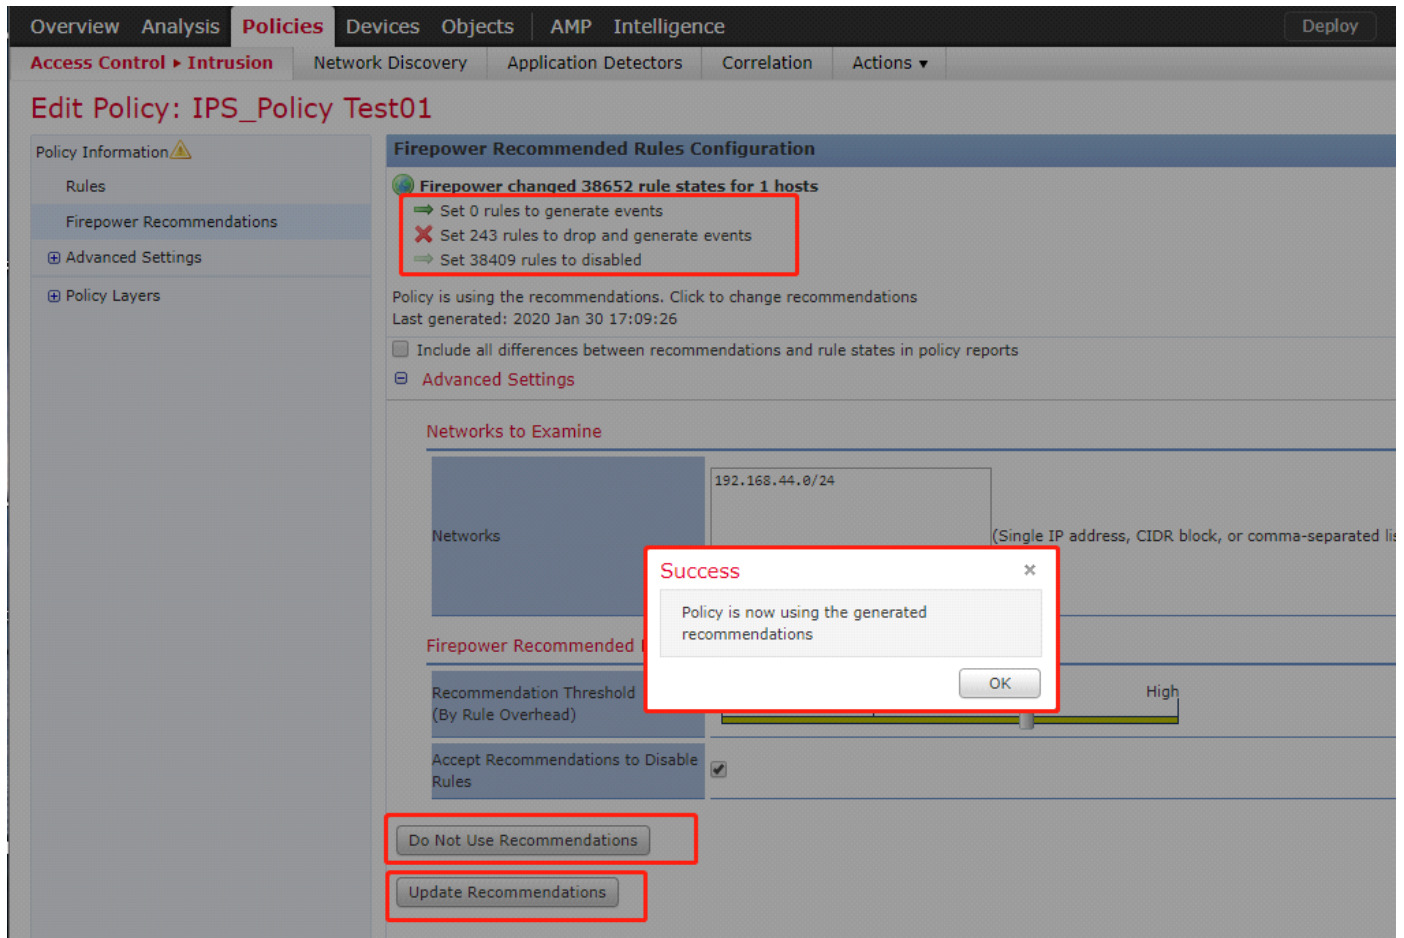 Overview Analysis Policies Devices Objects AMP Intelligence Deploy
Access Control ▸ Intrusion Network Discovery Application Detectors Correlation Actions ▾
Edit Policy: IPS_Policy Test01
Policy Information
Rules
Firepower Recommendations
Advanced Settings
Policy Layers
Firepower Recommended Rules Configuration
Firepower changed 38652 rule states for 1 hosts
Set 0 rules to generate events
Set 243 rules to drop and generate events
Set 38409 rules to disabled
Policy is using the recommendations. Click to change recommendations
Last generated: 2020 Jan 30 17:09:26
Include all differences between recommendations and rule states in policy reports
Advanced Settings
Networks to Examine
Networks
192.168.44.0/24
(Single IP address, CIDR block, or comma-separated
Success
×
Policy is now using the generated
recommendations
OK
Firepower Recommended
Recommendation Threshold
(By Rule Overhead)
High
Accept Recommendations to Disable
Rules
Do Not Use Recommendations
Update Recommendations